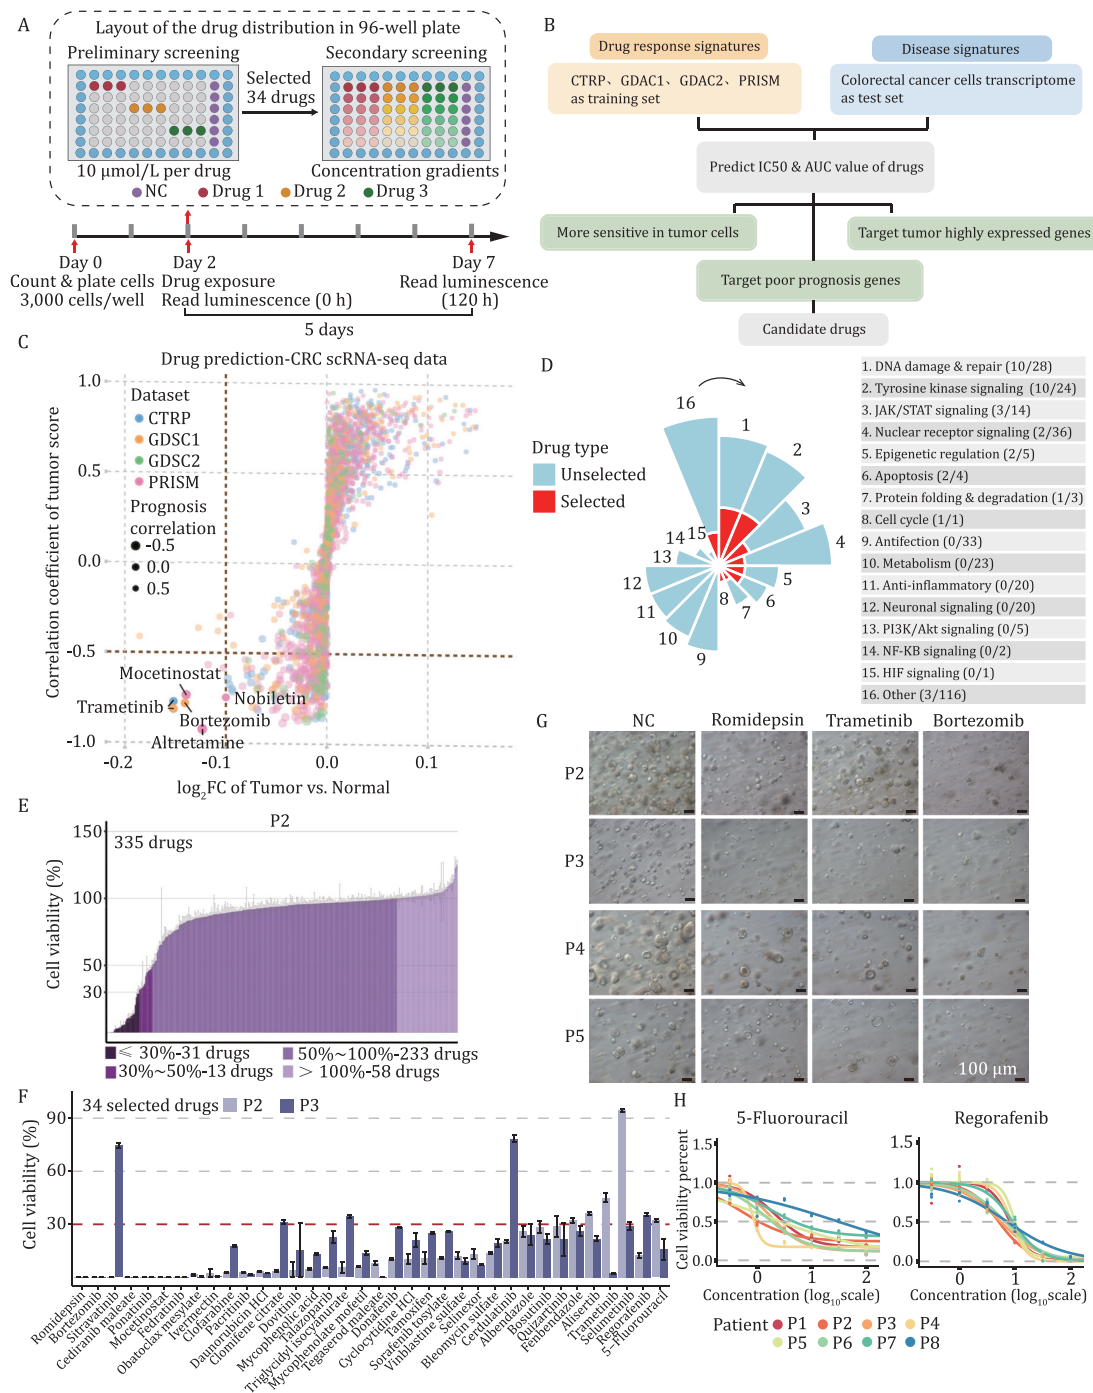 A
Layout of the drug distribution in 96-well plate
Preliminary screening
Selected
34 drugs
Secondary screening
10 μmol/L per drug
Concentration gradients
NC
Drug 1
Drug 2
Drug 3
Day 0
Count & plate cells
3,000 cells/well
Day 2
Drug exposure
Read luminescence (0 h)
Day 7
Read luminescence
(120 h)
5 days
B
Drug response signatures
CTRP、GDAC1、GDAC2、PRISM
as training set
Disease signatures
Colorectal cancer cells transcriptome
as test set
Predict IC50 & AUC value of drugs
More sensitive in tumor cells
Target tumor highly expressed genes
Target poor prognosis genes
Candidate drugs
C
Drug prediction-CRC scRNA-seq data
Correlation coefficient of tumor score
1.0
0.5
0.0
-0.5
-1.0
Dataset
CTRP
GDSC1
GDSC2
PRISM
Prognosis
correlation
-0.5
0.0
0.5
Mocetinostat
Trametinib
Nobiletin
Bortezomib
Altretamine
-0.2
-0.1
0.0
0.1
log2FC of Tumor vs. Normal
D
Drug type
Unselected
Selected
16
1
2
3
4
5
6
7
8
9
10
11
12
13
14
15
1. DNA damage & repair (10/28)
2. Tyrosine kinase signaling (10/24)
3. JAK/STAT signaling (3/14)
4. Nuclear receptor signaling (2/36)
5. Epigenetic regulation (2/5)
6. Apoptosis (2/4)
7. Protein folding & degradation (1/3)
8. Cell cycle (1/1)
9. Antifection (0/33)
10. Metabolism (0/23)
11. Anti-inflammatory (0/20)
12. Neuronal signaling (0/20)
13. PI3K/Akt signaling (0/5)
14. NF-KB signaling (0/2)
15. HIF signaling (0/1)
16. Other (3/116)
E
P2
335 drugs
Cell viability (%)
150
100
50
30
⩽ 30%-31 drugs
50%~100%-233 drugs
30%~50%-13 drugs
> 100%-58 drugs
F
34 selected drugs
P2
P3
Cell viability (%)
90
60
30
Romidepsin
Bortezomib
Sitravatinib
Cediranib maleate
Ponatinib
Mocetinostat
Fedratinib
Obatoclax mesylate
Ivermectin
Clofarabine
Pacritinib
Daunorubicin HCl
Clomifene citrate
Dovitinib
Mycophenolic acid
Talazoparib
Triglycidyl isocyanurate
Mycophenolate mofetil
Tegaserod maleate
Donafenib
Cyclocytidine HCl
Tamoxifen
Sorafenib tosylate
Vinblastine sulfate
Selinexor
Bleomycin sulfate
Cerdulatinib
Albendazole
Bosutinib
Quizartinib
Fenbendazole
Alisertib
Trametinib
Selumetinib
Regorafenib
5-Fluorouracil
G
NC
Romidepsin
Trametinib
Bortezomib
P2
P3
P4
P5
100 μm
H
5-Fluorouracil
Regorafenib
Cell viability percent
1.5
1.0
0.5
0.0
0
1
2
1.5
1.0
0.5
0.0
0
1
2
Concentration (log10scale)
Concentration (log10scale)
Patient
P1
P2
P3
P4
P5
P6
P7
P8